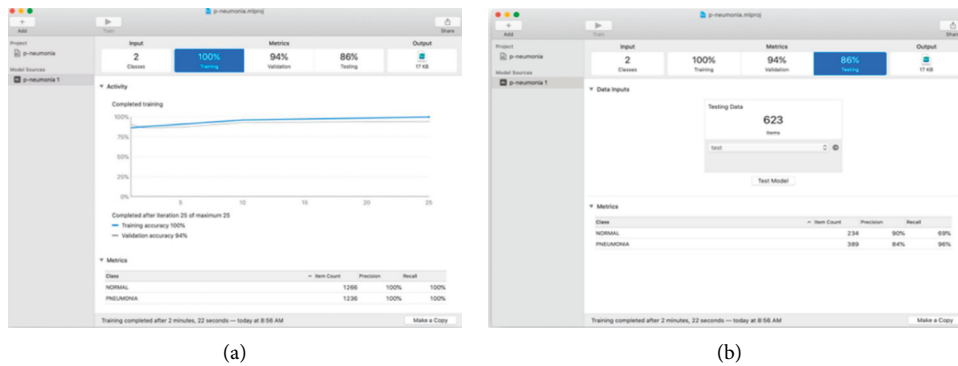 p-neumonia.mlproj
Add Train Share
Project Input Metrics Output
p-neumonia 2 100% 94% 86%
Classes Training Validation Testing 17 KB
Model Sources
p-neumonia 1
Activity
Completed training
100%
75%
50%
25%
0%
5 10 15 20 25
Completed after iteration 25 of maximum 25
Training accuracy 100%
Validation accuracy 94%
Metrics
Class Item Count Precision Recall
NORMAL 1266 100% 100%
PNEUMONIA 1236 100% 100%
Training completed after 2 minutes, 22 seconds — today at 8:56 AM Make a Copy
(a)
p-neumonia.mlproj
Add Train Share
Project Input Metrics Output
p-neumonia 2 100% 94% 86%
Classes Training Validation Testing 17 KB
Model Sources
p-neumonia 1
Data Inputs
Testing Data
623
Items
test
Test Model
Metrics
Class Item Count Precision Recall
NORMAL 234 90% 69%
PNEUMONIA 389 84% 96%
Training completed after 2 minutes, 22 seconds — today at 8:56 AM Make a Copy
(b)